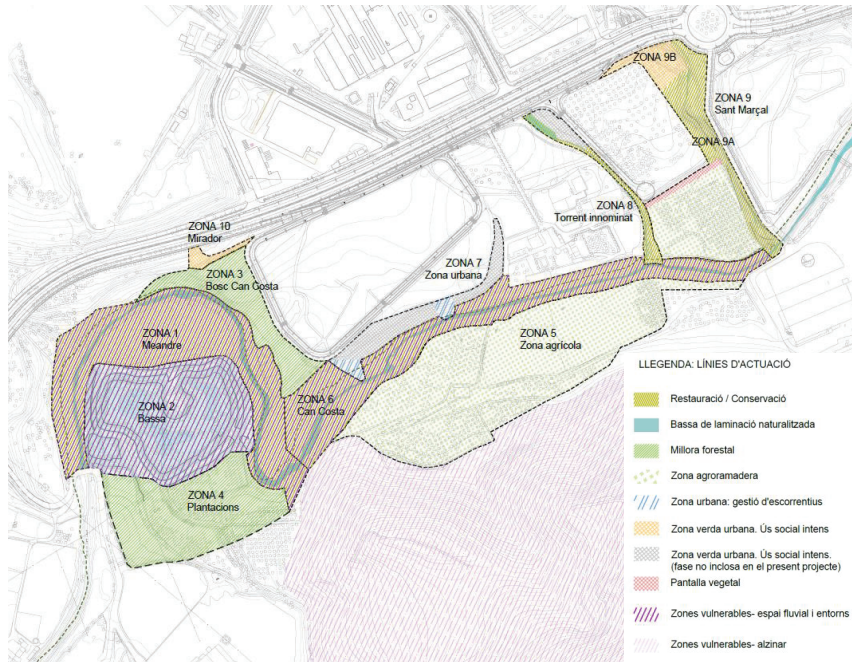 ZONA 9B
ZONA 9
Sant Marçal
ZONA 9A
ZONA 8
Torrent innominat
ZONA 10
Mirador
ZONA 7
Zona urbana
ZONA 3
Bosc Can Costa
ZONA 1
Meandre
ZONA 5
Zona agrícola
ZONA 2
Bassa
ZONA 6
Can Costa
ZONA 4
Plantacions
LLEGENDA: LÍNIES D'ACTUACIÓ
Restauració / Conservació
Bassa de laminació naturalitzada
Millora forestal
Zona agroramadera
Zona urbana: gestió d'escorrentius
Zona verda urbana. Ús social intens
Zona verda urbana. Ús social intens.
(fase no inclosa en el present projecte)
Pantalla vegetal
Zones vulnerables- espai fluvial i entorns
Zones vulnerables- alzinar